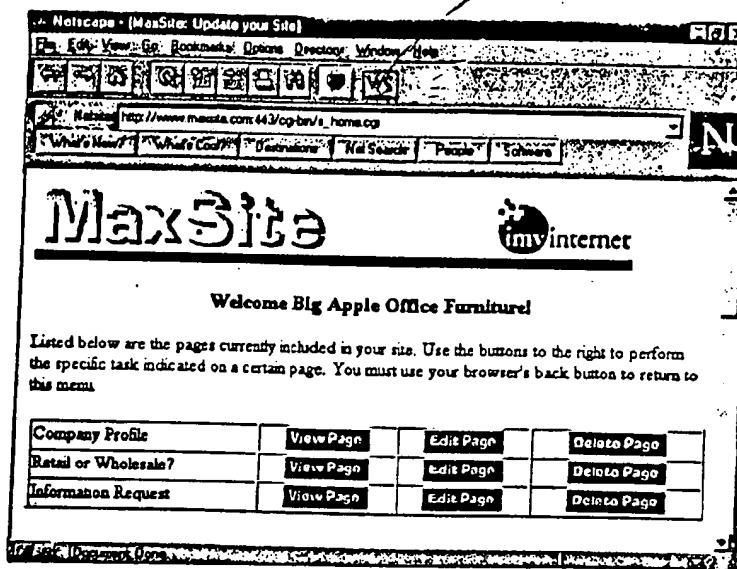 Netscape - (MaxSite: Update your Site)
File Edit View Go Bookmarks Options Directory Window Help
http://www.maxsite.com:443/cg-bin/s_home.cgi
What's New? What's Cool? Destinations Net Search People Software
N
MaxSite
imv internet
Welcome Big Apple Office Furniture!
Listed below are the pages currently included in your site. Use the buttons to the right to perform
the specific task indicated on a certain page. You must use your browser's back button to return to
this menu
Company Profile View Page Edit Page Delete Page
Retail or Wholesale? View Page Edit Page Delete Page
Information Request View Page Edit Page Delete Page
Document Done